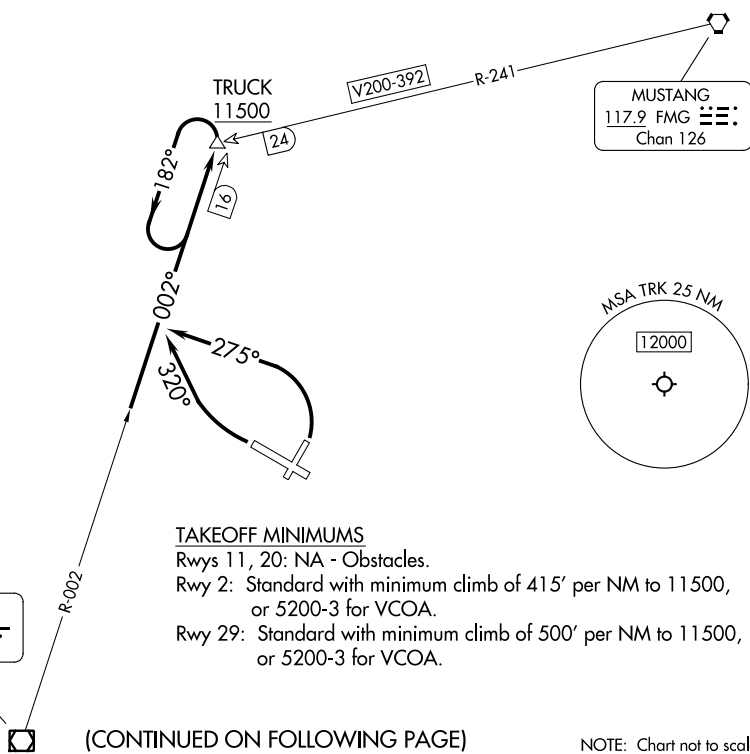 TRUCK
11500
V200-392
R-241
24
MUSTANG
117.9 FMG
Chan 126
182°
16
002°
275°
320°
MSA TRK 25 NM
12000
R-002
TAKEOFF MINIMUMS
Rwys 11, 20: NA - Obstacles.
Rwy 2: Standard with minimum climb of 415' per NM to 11500,
or 5200-3 for VCOA.
Rwy 29: Standard with minimum climb of 500' per NM to 11500,
or 5200-3 for VCOA.
(CONTINUED ON FOLLOWING PAGE)
NOTE: Chart not to scal